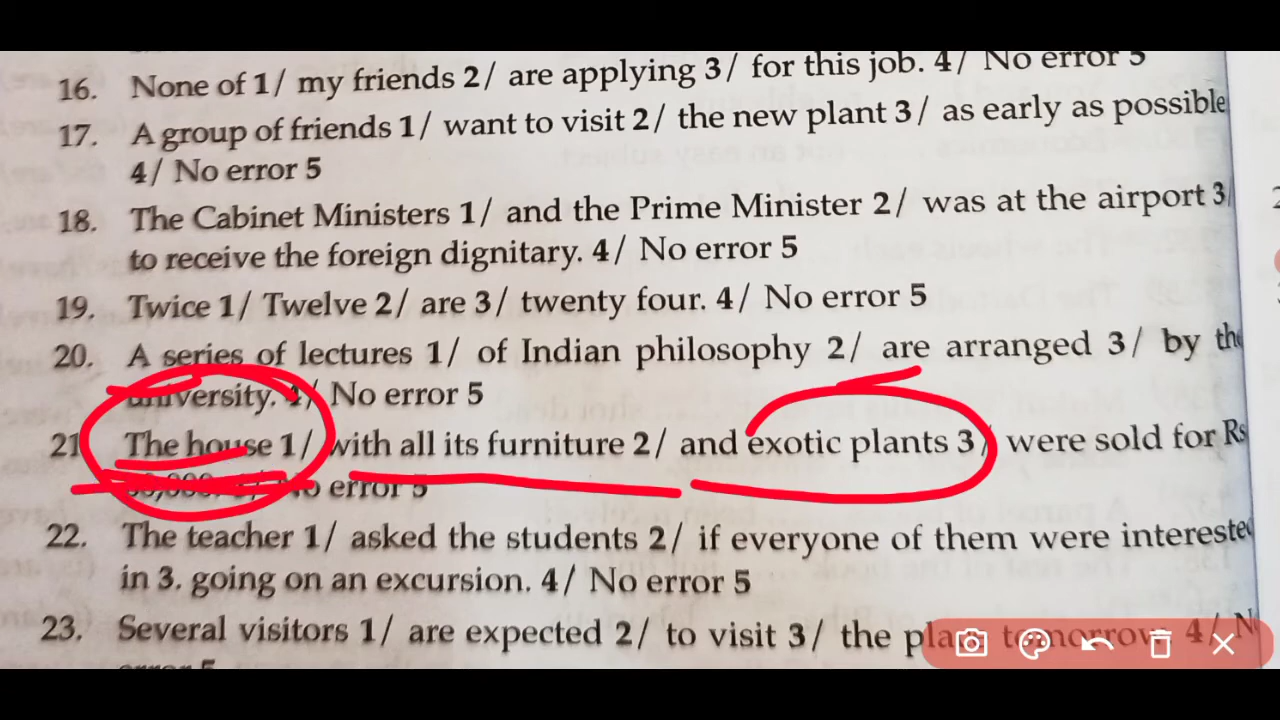 16. None of 1/ my friends 2/ are applying 3/ for this job. 4/ No error 5
17. A group of friends 1/ want to visit 2/ the new plant 3/ as early as possible
4/ No error 5
18. The Cabinet Ministers 1/ and the Prime Minister 2/ was at the airport 3/
to receive the foreign dignitary. 4/ No error 5
19. Twice 1/ Twelve 2/ are 3/ twenty four. 4/ No error 5
20. A series of lectures 1/ of Indian philosophy 2/ are arranged 3/ by the
university. 4/ No error 5
21 The house 1/ with all its furniture 2/ and exotic plants 3/ were sold for Rs
No error 5
22. The teacher 1/ asked the students 2/ if everyone of them were interested
in 3. going on an excursion. 4/ No error 5
23. Several visitors 1/ are expected 2/ to visit 3/ the plant tomorrow. 4/ N
error 5